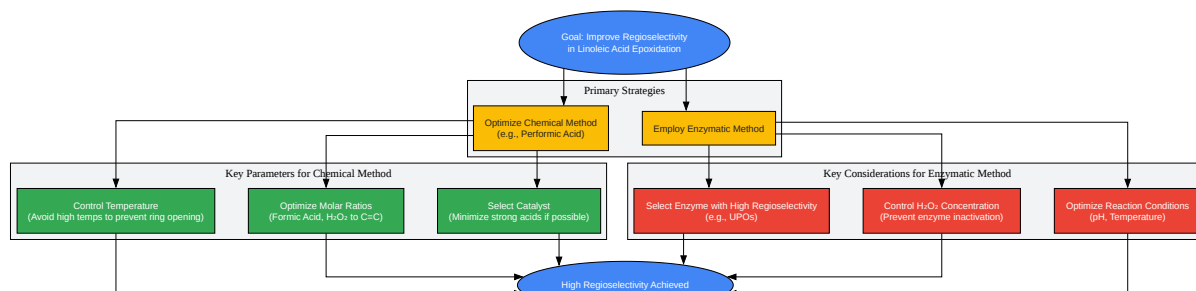 Goal: Improve Regioselectivity
in Linoleic Acid Epoxidation
Primary Strategies
Optimize Chemical Method
(e.g., Performic Acid)
Employ Enzymatic Method
Key Parameters for Chemical Method
Key Considerations for Enzymatic Method
Control Temperature
(Avoid high temps to prevent ring opening)
Optimize Molar Ratios
(Formic Acid, H₂O₂ to C=C)
Select Catalyst
(Minimize strong acids if possible)
Select Enzyme with High Regioselectivity
(e.g., UPOs)
Control H₂O₂ Concentration
(Prevent enzyme inactivation)
Optimize Reaction Conditions
(pH, Temperature)
High Regioselectivity Achieved